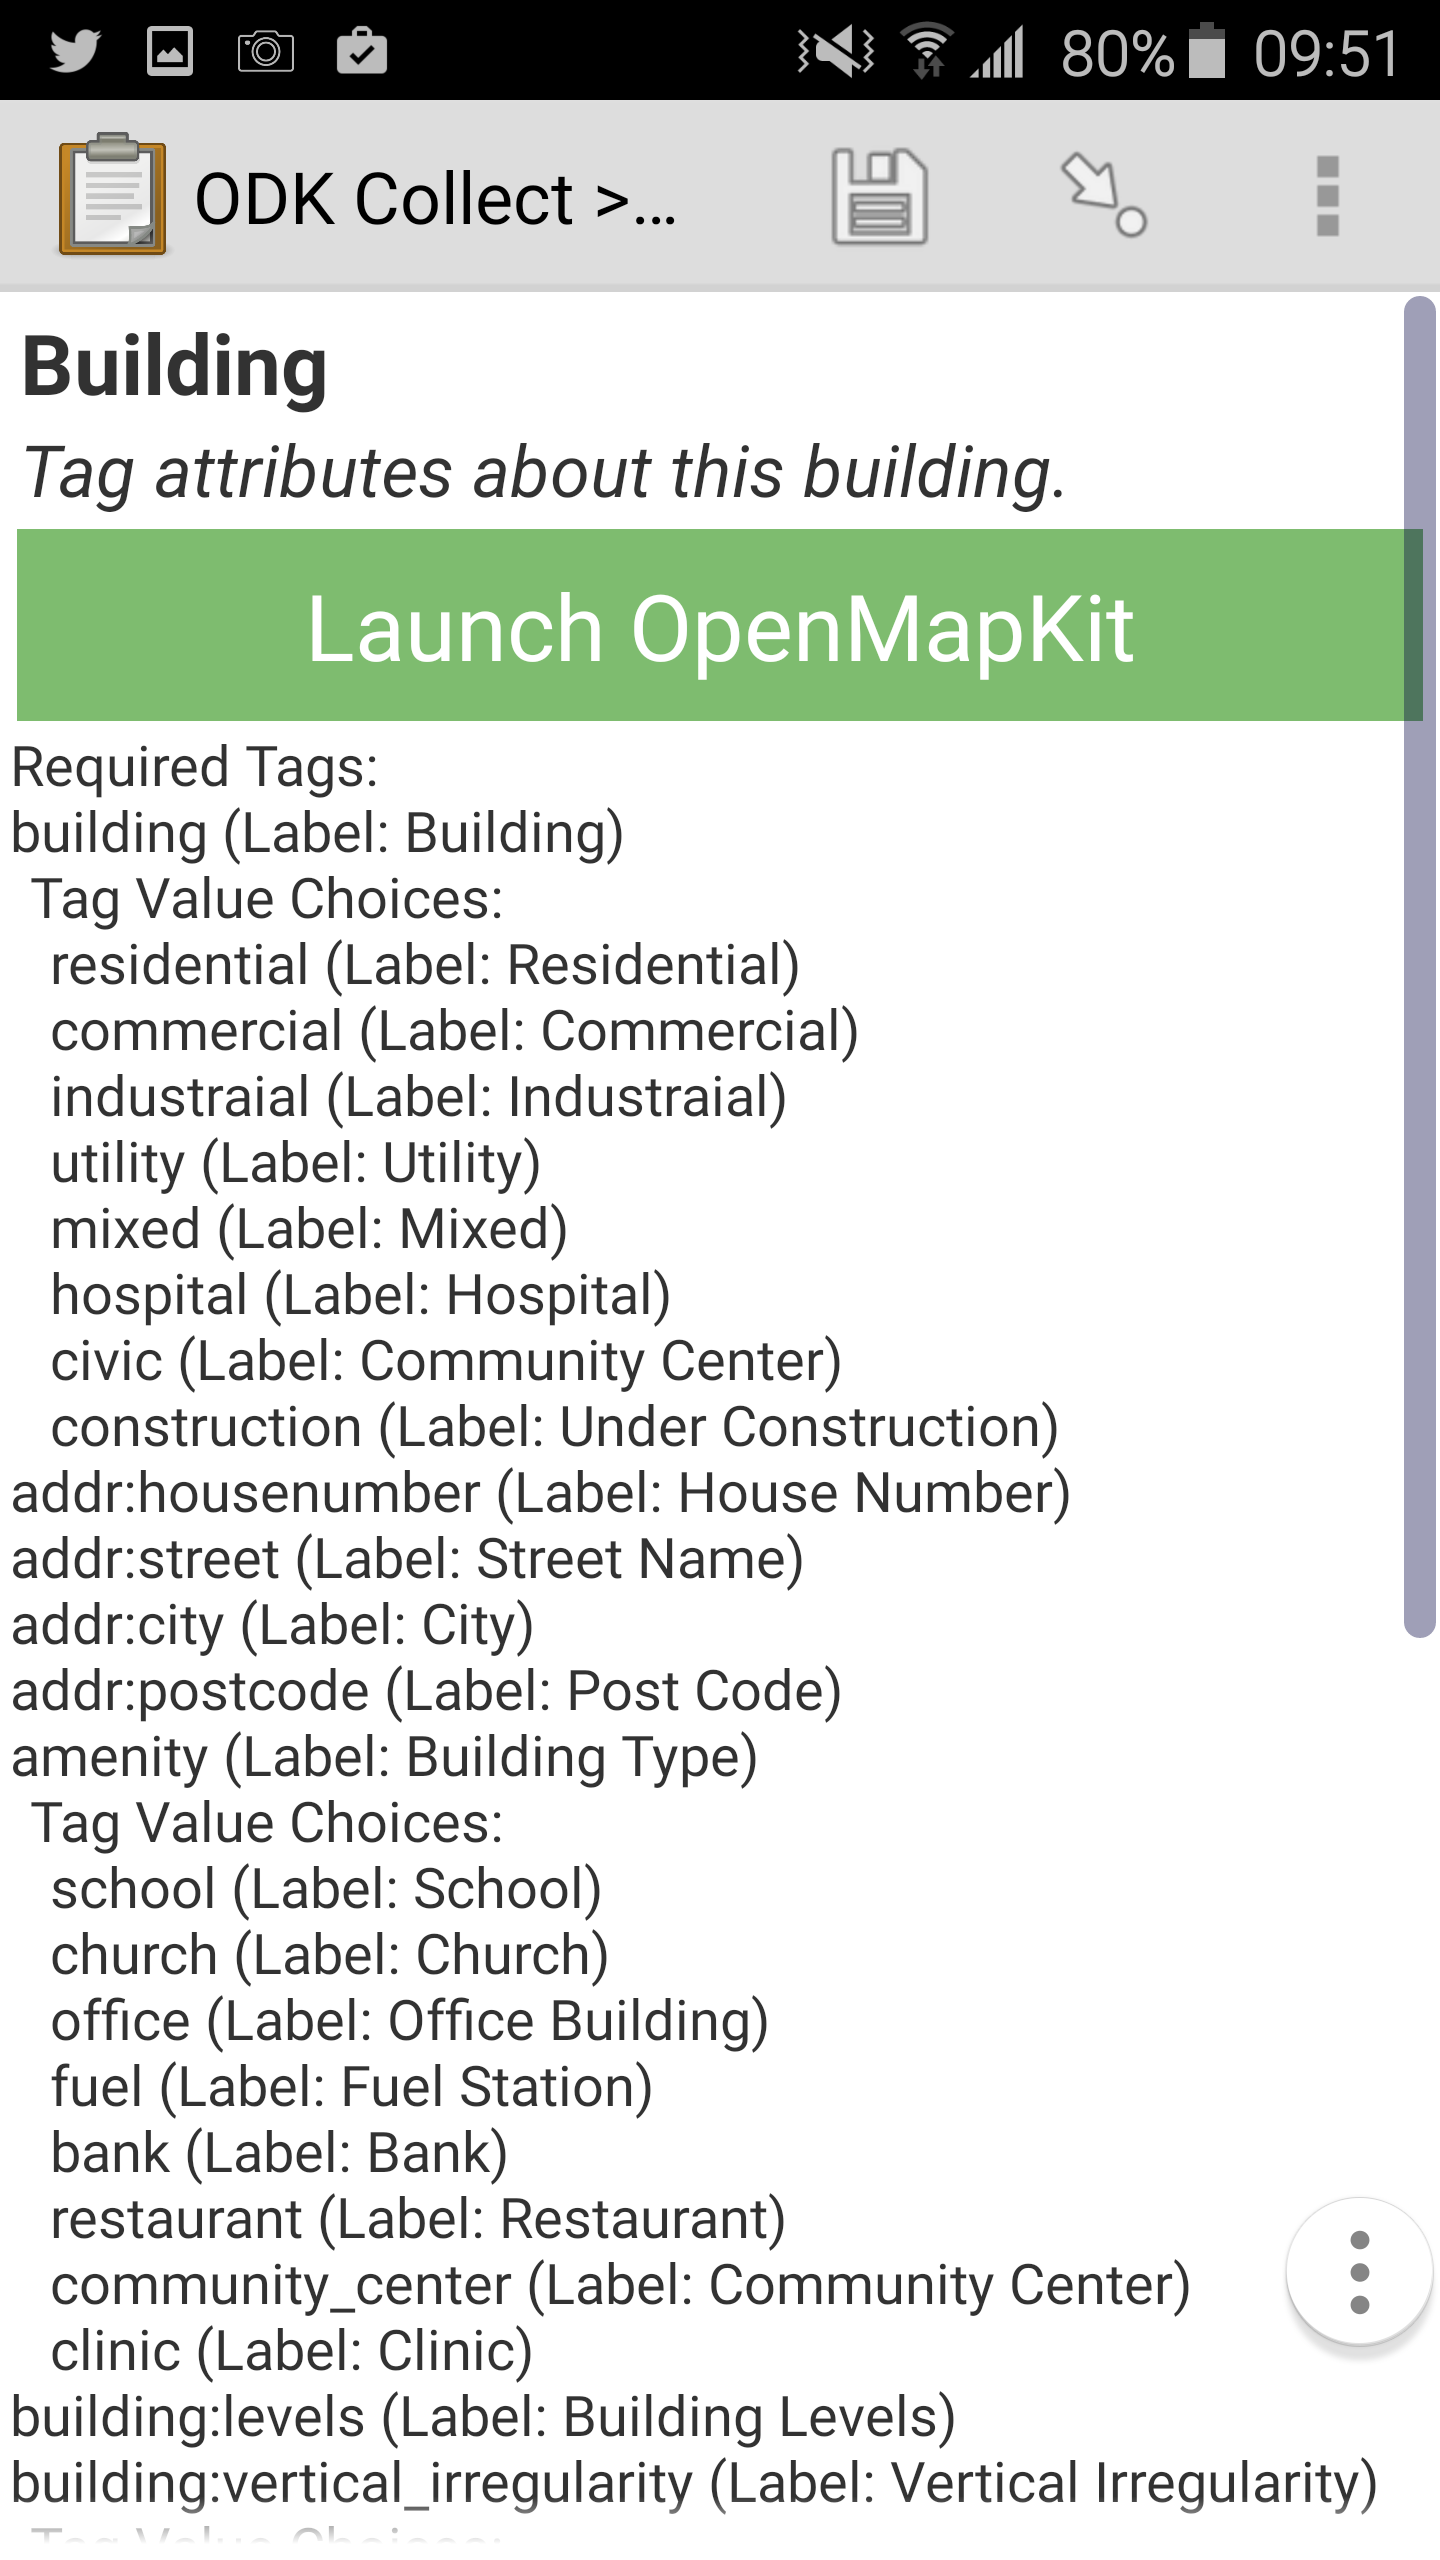 80% 09:51
ODK Collect >...
Building
Tag attributes about this building.
Launch OpenMapKit
Required Tags:
building (Label: Building)
Tag Value Choices:
residential (Label: Residential)
commercial (Label: Commercial)
industraial (Label: Industraial)
utility (Label: Utility)
mixed (Label: Mixed)
hospital (Label: Hospital)
civic (Label: Community Center)
construction (Label: Under Construction)
addr:housenumber (Label: House Number)
addr:street (Label: Street Name)
addr:city (Label: City)
addr:postcode (Label: Post Code)
amenity (Label: Building Type)
Tag Value Choices:
school (Label: School)
church (Label: Church)
office (Label: Office Building)
fuel (Label: Fuel Station)
bank (Label: Bank)
restaurant (Label: Restaurant)
community_center (Label: Community Center)
clinic (Label: Clinic)
building:levels (Label: Building Levels)
building:vertical_irregularity (Label: Vertical Irregularity)
Tag Value Choices: